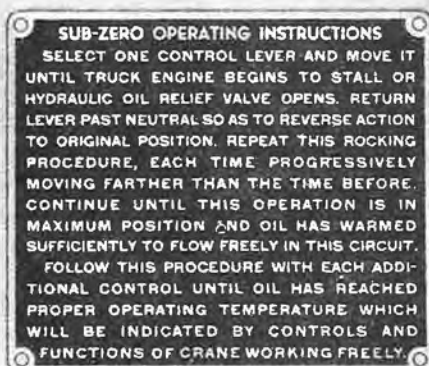 SUB-ZERO OPERATING INSTRUCTIONS
SELECT ONE CONTROL LEVER AND MOVE IT
UNTIL TRUCK ENGINE BEGINS TO STALL OR
HYDRAULIC OIL RELIEF VALVE OPENS. RETURN
LEVER PAST NEUTRAL SO AS TO REVERSE ACTION
TO ORIGINAL POSITION. REPEAT THIS ROCKING
PROCEDURE, EACH TIME PROGRESSIVELY
MOVING FARTHER THAN THE TIME BEFORE.
CONTINUE UNTIL THIS OPERATION IS IN
MAXIMUM POSITION AND OIL HAS WARMED
SUFFICIENTLY TO FLOW FREELY IN THIS CIRCUIT.
FOLLOW THIS PROCEDURE WITH EACH ADDI-
TIONAL CONTROL UNTIL OIL HAS REACHED
PROPER OPERATING TEMPERATURE WHICH
WILL BE INDICATED BY CONTROLS AND
FUNCTIONS OF CRANE WORKING FREELY.